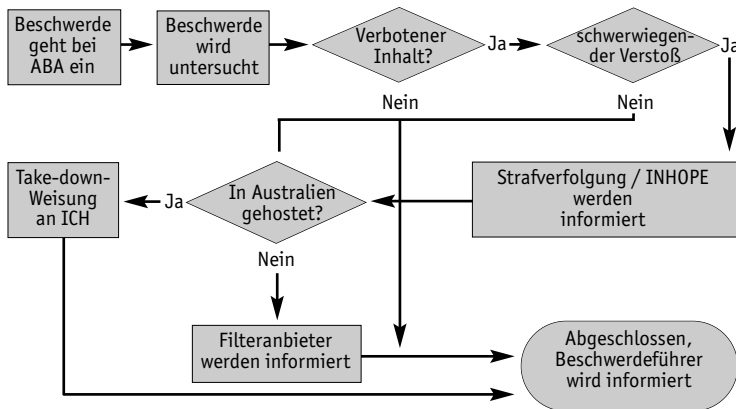 Beschwerde
geht bei
ABA ein
Beschwerde
wird
untersucht
Verbotener
Inhalt?
Ja
schwerwiegen-
der Verstoß
Ja
Nein
Nein
Take-down-
Weisung
an ICH
Ja
In Australien
gehostet?
Strafverfolgung / INHOPE
werden
informiert
Nein
Filteranbieter
werden informiert
Abgeschlossen,
Beschwerdeführer
wird informiert